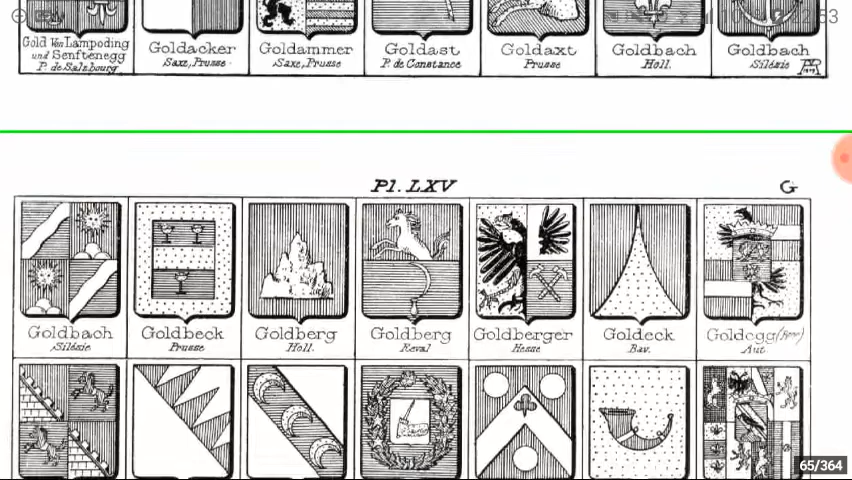 Gold Von Lampoding
und Senftenegg
P. de Salzbourg
Goldacker
Saxe, Prusse
Goldammer
Saxe, Prusse
Goldast
P. de Constance
Goldaxt
Prusse
Goldbach
Holl.
Goldbach
Silésie
Pl. LXV
G
Goldbach
Silésie
Goldbeck
Prusse
Goldberg
Holl.
Goldberg
Reval
Goldberger
Hesse
Goldeck
Bav.
Goldegg
Aut.
65/364